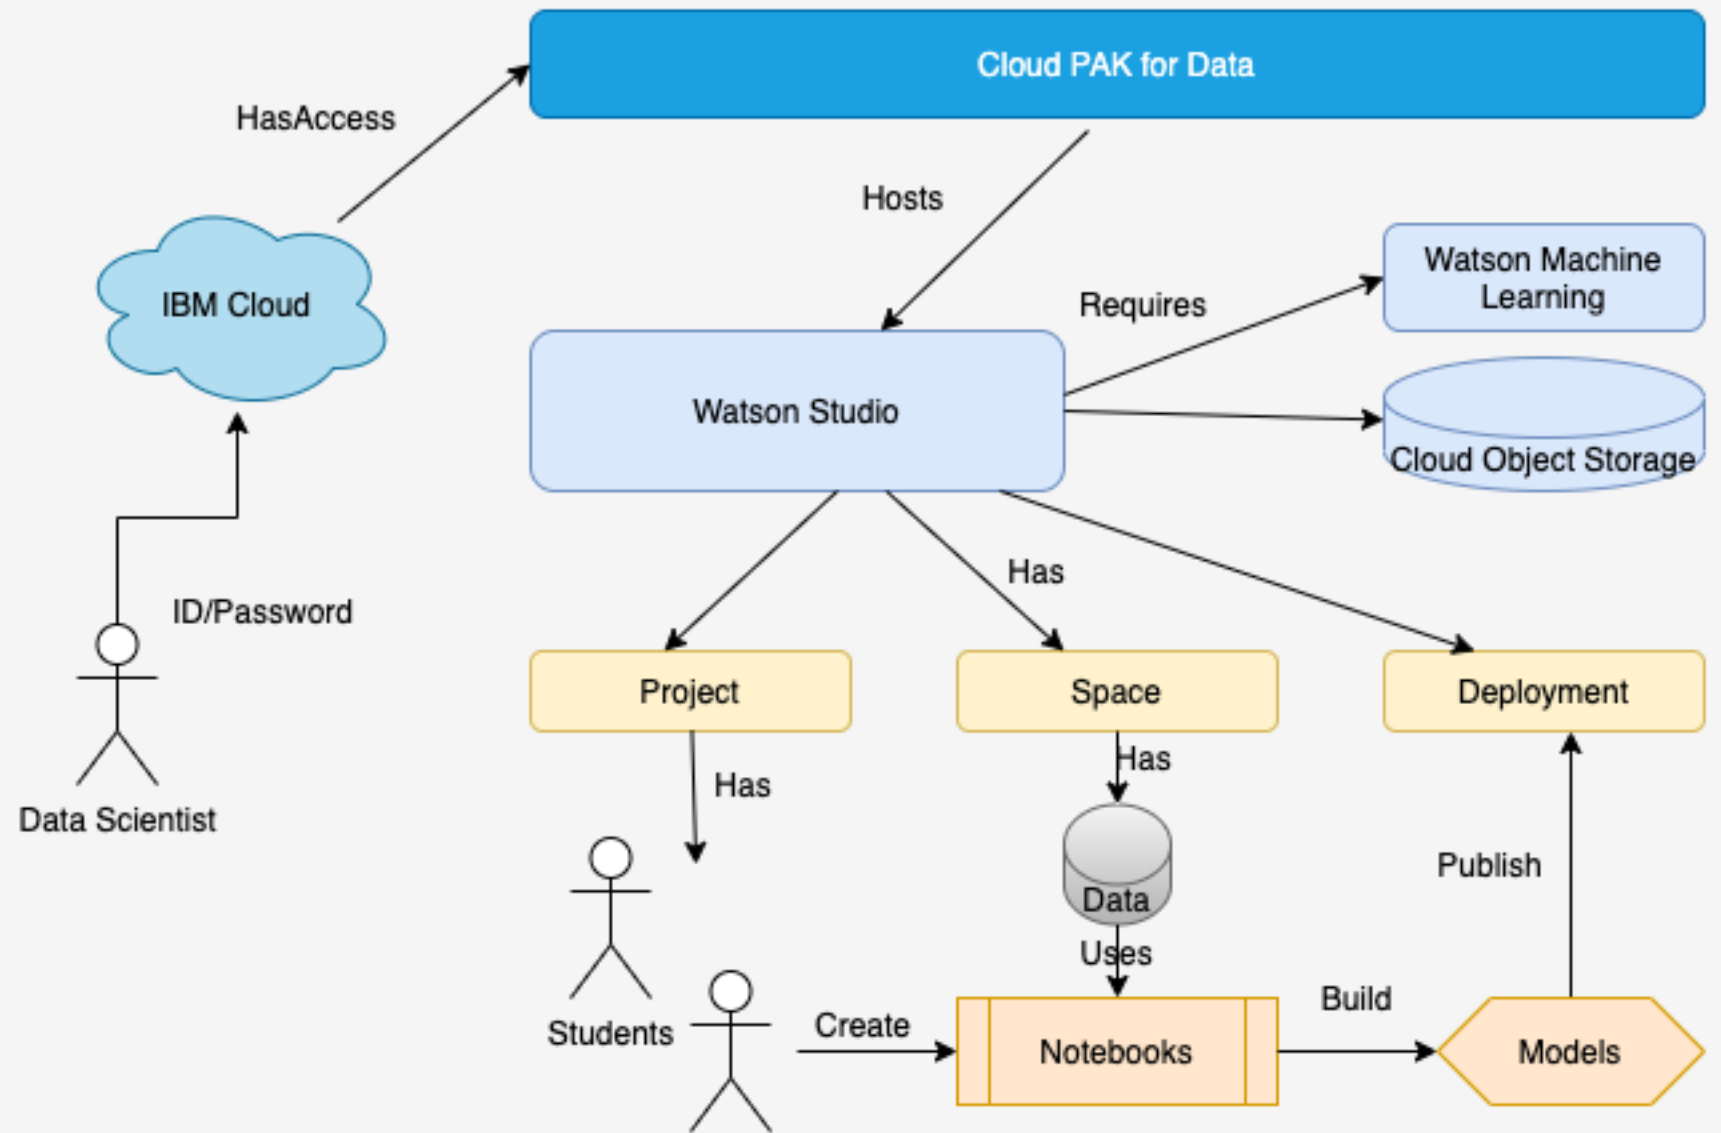 Cloud PAK for Data
HasAccess
Hosts
IBM Cloud
Watson Machine
Learning
Requires
Watson Studio
Cloud Object Storage
Has
ID/Password
Data Scientist
Project
Space
Deployment
Has
Has
Data
Publish
Uses
Students
Create
Notebooks
Build
Models